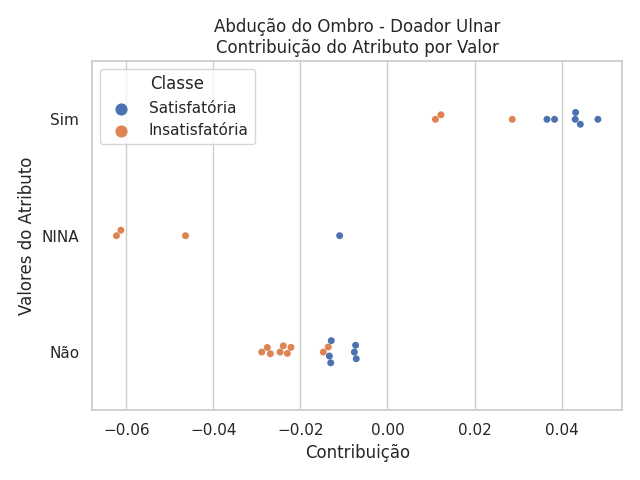 Abdução do Ombro - Doador Ulnar
Contribuição do Atributo por Valor
Classe
Satisfatória
Insatisfatória
Valores do Atributo
Sim
NINA
Não
−0.06 −0.04 −0.02 0.00 0.02 0.04
Contribuição